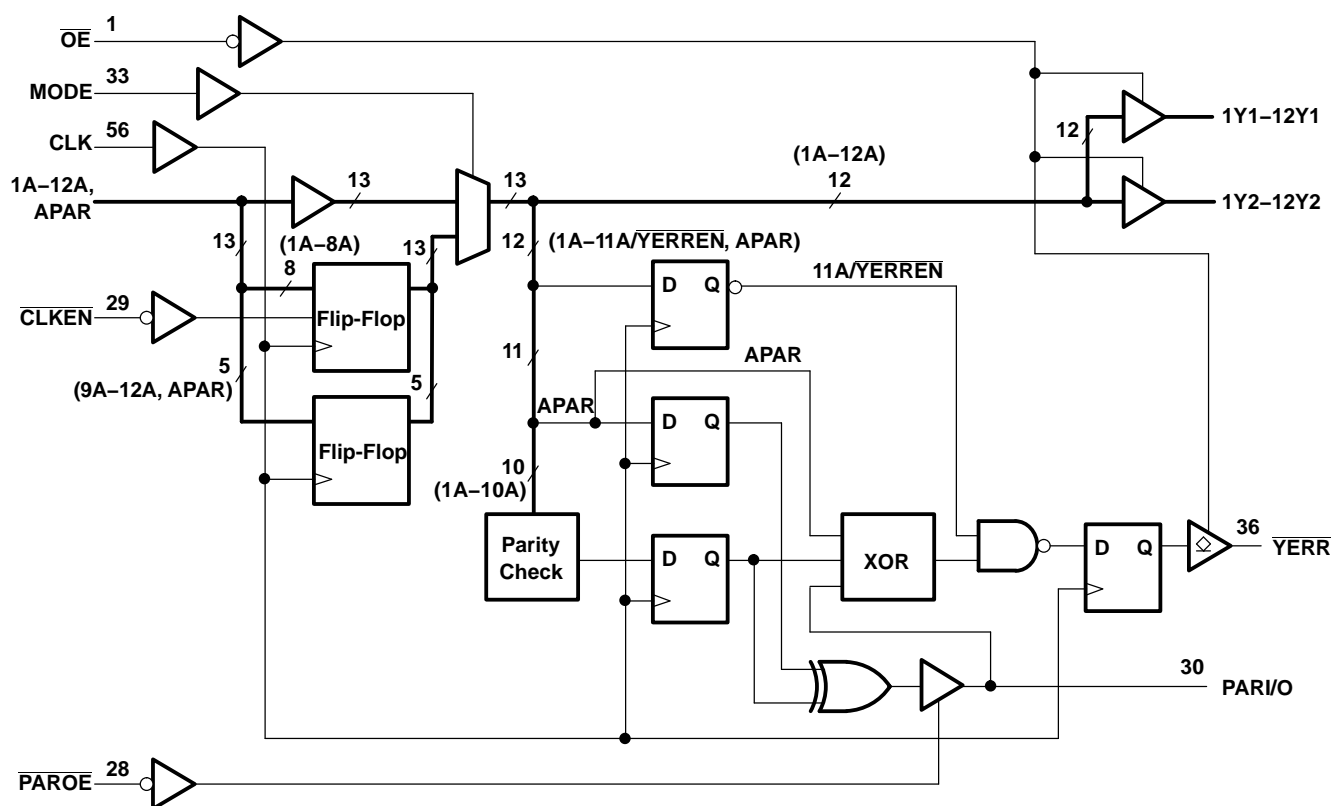 OE 1
MODE 33
CLK 56
1A–12A,
APAR
13
13
12
(1A–12A)
12
1Y1–12Y1
1Y2–12Y2
13
(1A–8A)
8
13
12
(1A–11A/YERREN, APAR)
CLKEN 29
Flip-Flop
D Q
11A/YERREN
5
(9A–12A, APAR)
5
11
APAR
APAR
Flip-Flop
D Q
10
(1A–10A)
Parity
Check
D Q
XOR
D Q
36
YERR
30
PARI/O
PAROE 28